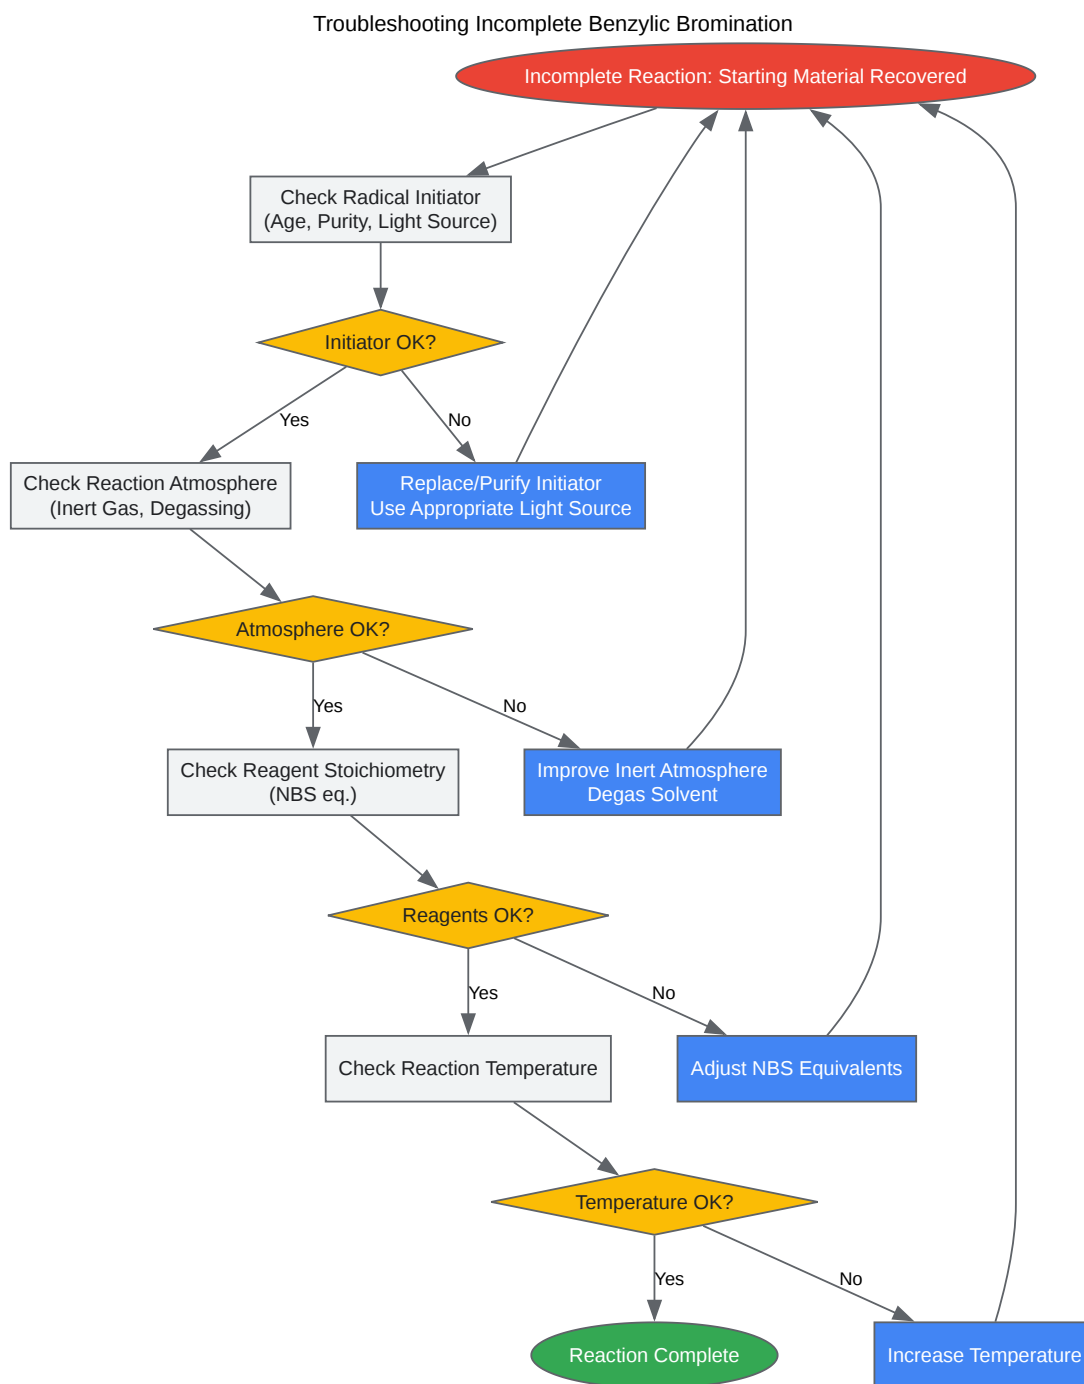 Troubleshooting Incomplete Benzylic Bromination
Incomplete Reaction: Starting Material Recovered
Check Radical Initiator
(Age, Purity, Light Source)
Initiator OK?
Yes
No
Check Reaction Atmosphere
(Inert Gas, Degassing)
Replace/Purify Initiator
Use Appropriate Light Source
Atmosphere OK?
Yes
No
Check Reagent Stoichiometry
(NBS eq.)
Improve Inert Atmosphere
Degas Solvent
Reagents OK?
Yes
No
Check Reaction Temperature
Adjust NBS Equivalents
Temperature OK?
Yes
No
Reaction Complete
Increase Temperature